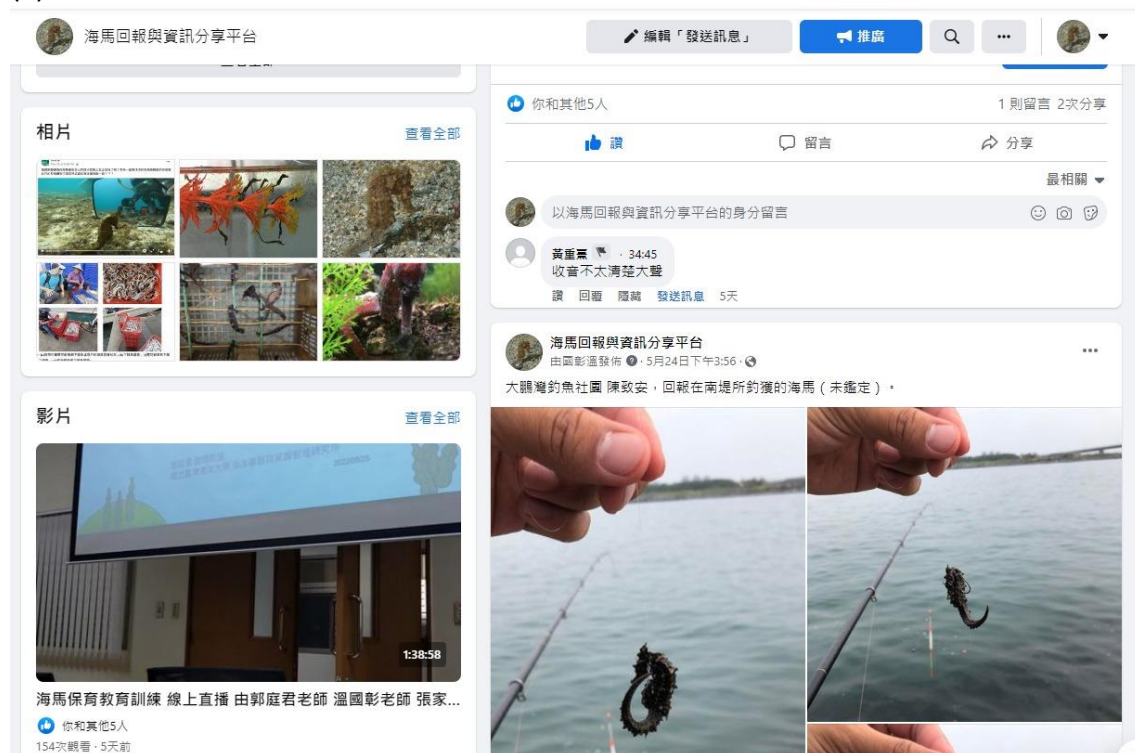 海馬回報與資訊分享平台
編輯「發送訊息」
推廣
相片
查看全部
影片
查看全部
1:38:58
海馬保育教育訓練 線上直播 由郭庭君老師 溫國彰老師 張家...
你和其他5人
154次觀看·5天前
你和其他5人
1 則留言 2次分享
讚
留言
分享
最相關
以海馬回報與資訊分享平台的身分留言
黃重熏 · 34:45
收音不太清楚大聲
讚 回覆 隱藏 發送訊息 5天
海馬回報與資訊分享平台
由國彰溫發佈 · 5月24日下午3:56 ·
大鵬灣釣魚社團 陳致安，回報在南堤所釣獲的海馬（未鑑定）。